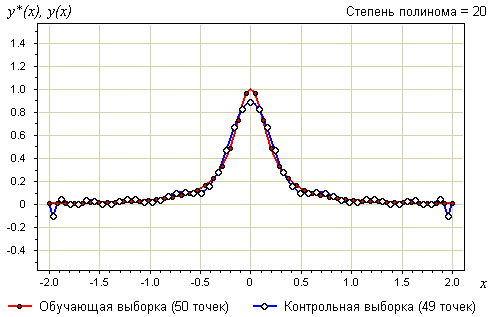 y*(x), y(x)
Степень полинома = 20
1.4
1.2
1.0
0.8
0.6
0.4
0.2
0
-0.2
-0.4
-2.0 -1.5 -1.0 -0.5 0 0.5 1.0 1.5 2.0
x
Обучающая выборка (50 точек) Контрольная выборка (49 точек)